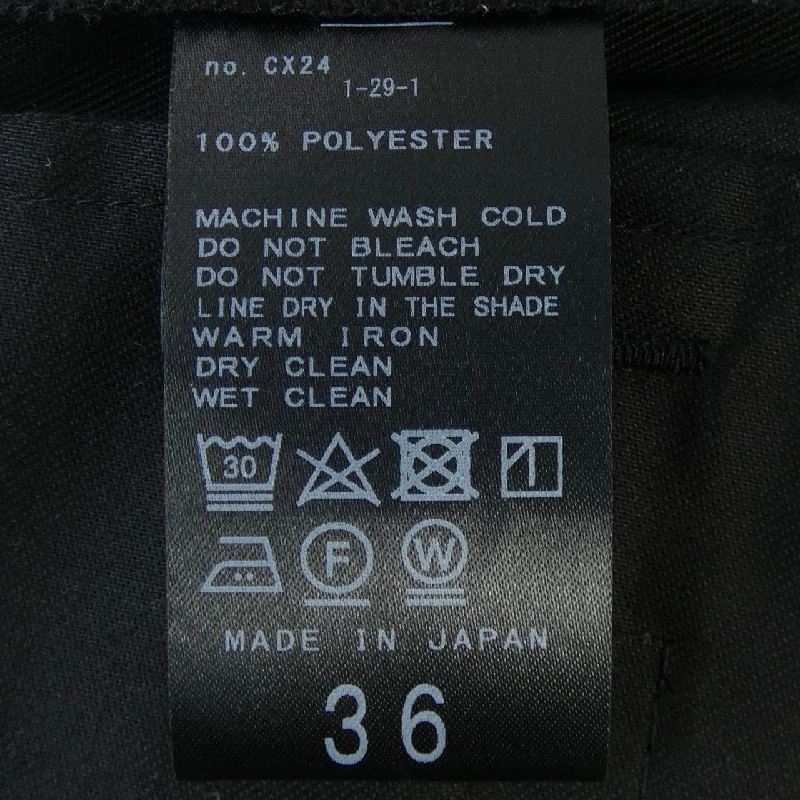 no. CX24
1-29-1
100% POLYESTER
MACHINE WASH COLD
DO NOT BLEACH
DO NOT TUMBLE DRY
LINE DRY IN THE SHADE
WARM IRON
DRY CLEAN
WET CLEAN
30
F W
MADE IN JAPAN
36